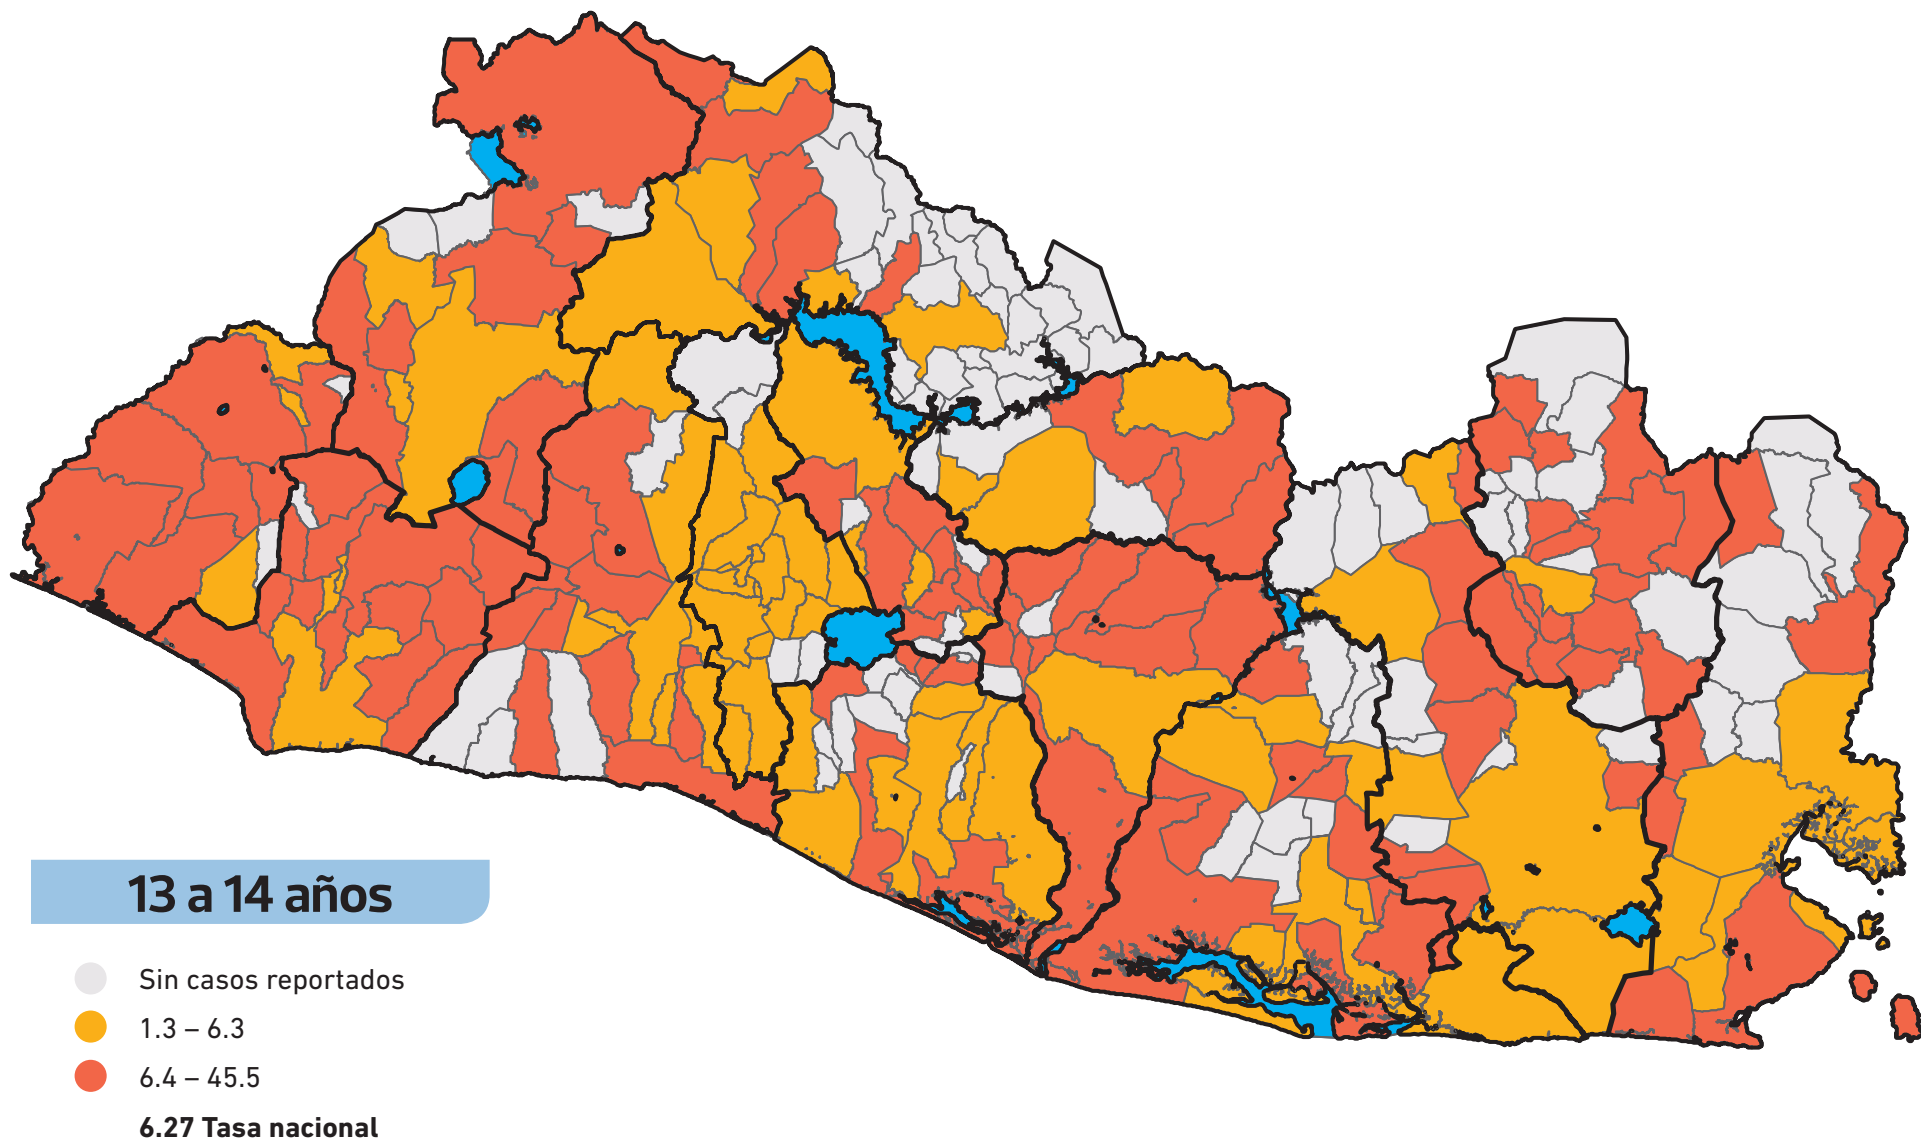 13 a 14 años
Sin casos reportados
1.3 – 6.3
6.4 – 45.5
6.27 Tasa nacional